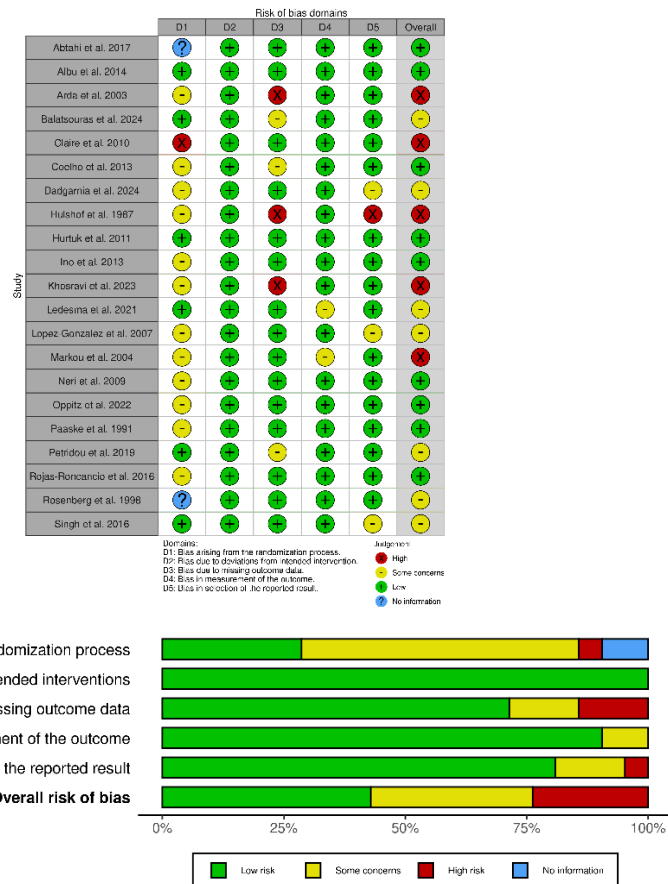 Risk of bias domains
D1 D2 D3 D4 D5 Overall
Study
Abtahi et al. 2017 ? + + + + +
Albu et al. 2014 + + + + + +
Arda et al. 2003 - + X + + X
Balatsouras et al. 2024 + + - + + -
Claire et al. 2010 X + + + + X
Coelho et al. 2013 - + - + + +
Dadgarnia et al. 2024 - + + + - -
Hulshof et al. 1987 - + X + X X
Hurtuk et al. 2011 + + + + + +
Ino et al. 2013 - + + + + +
Khosravi et al. 2023 - + X + + X
Ledesma et al. 2021 + + + - + -
Lopez Gonzalez et al. 2007 - + + + - -
Markou et al. 2004 - + + - + X
Neri et al. 2009 - + + + + +
Oppitz et al. 2022 - + + + + +
Paaske et al. 1991 - + + + + +
Petridou et al. 2019 + + - + + -
Rojas-Roncancio et al. 2016 - + + + + +
Rosenberg et al. 1998 ? + + + + -
Singh et al. 2016 + + + + - -
Domains:
D1: Bias arising from the randomization process.
D2: Bias due to deviations from intended intervention.
D3: Bias due to missing outcome data.
D4: Bias in measurement of the outcome.
D5: Bias in selection of the reported result.
Judgement
X High
- Some concerns
+ Low
? No information
domization process
ended interventions
ssing outcome data
ent of the outcome
the reported result
Overall risk of bias
0% 25% 50% 75% 100%
Low risk Some concerns High risk No information